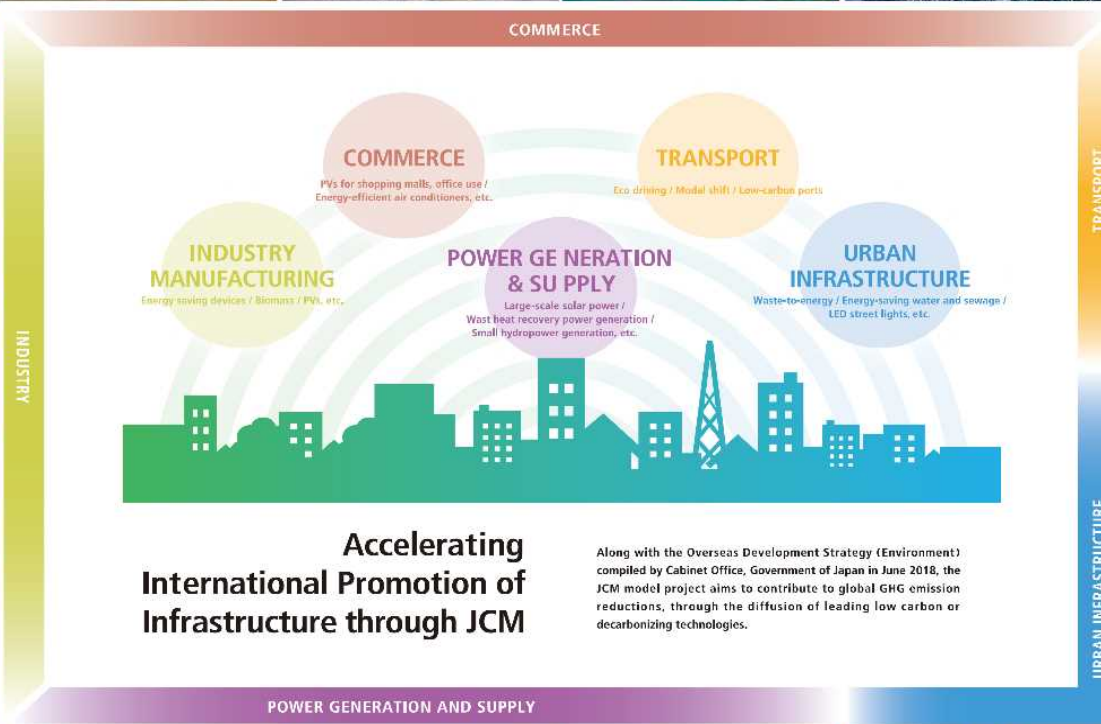 COMMERCE
COMMERCE
PVs for shopping malls, office use /
Energy-efficient air conditioners, etc.
TRANSPORT
Eco driving / Modal shift / Low-carbon ports
INDUSTRY
MANUFACTURING
Energy saving devices / Biomass / PVs, etc.
POWER GE NERATION
& SU PPLY
Large-scale solar power /
Wast heat recovery power generation /
Small hydropower generation, etc.
URBAN
INFRASTRUCTURE
Waste-to-energy / Energy-saving water and sewage /
LED street lights, etc.
INDUSTRY
TRANSPORT
URBAN INFRASTRUCTURE
Accelerating
International Promotion of
Infrastructure through JCM
Along with the Overseas Development Strategy (Environment)
compiled by Cabinet Office, Government of Japan in June 2018, the
JCM model project aims to contribute to global GHG emission
reductions, through the diffusion of leading low carbon or
decarbonizing technologies.
POWER GENERATION AND SUPPLY